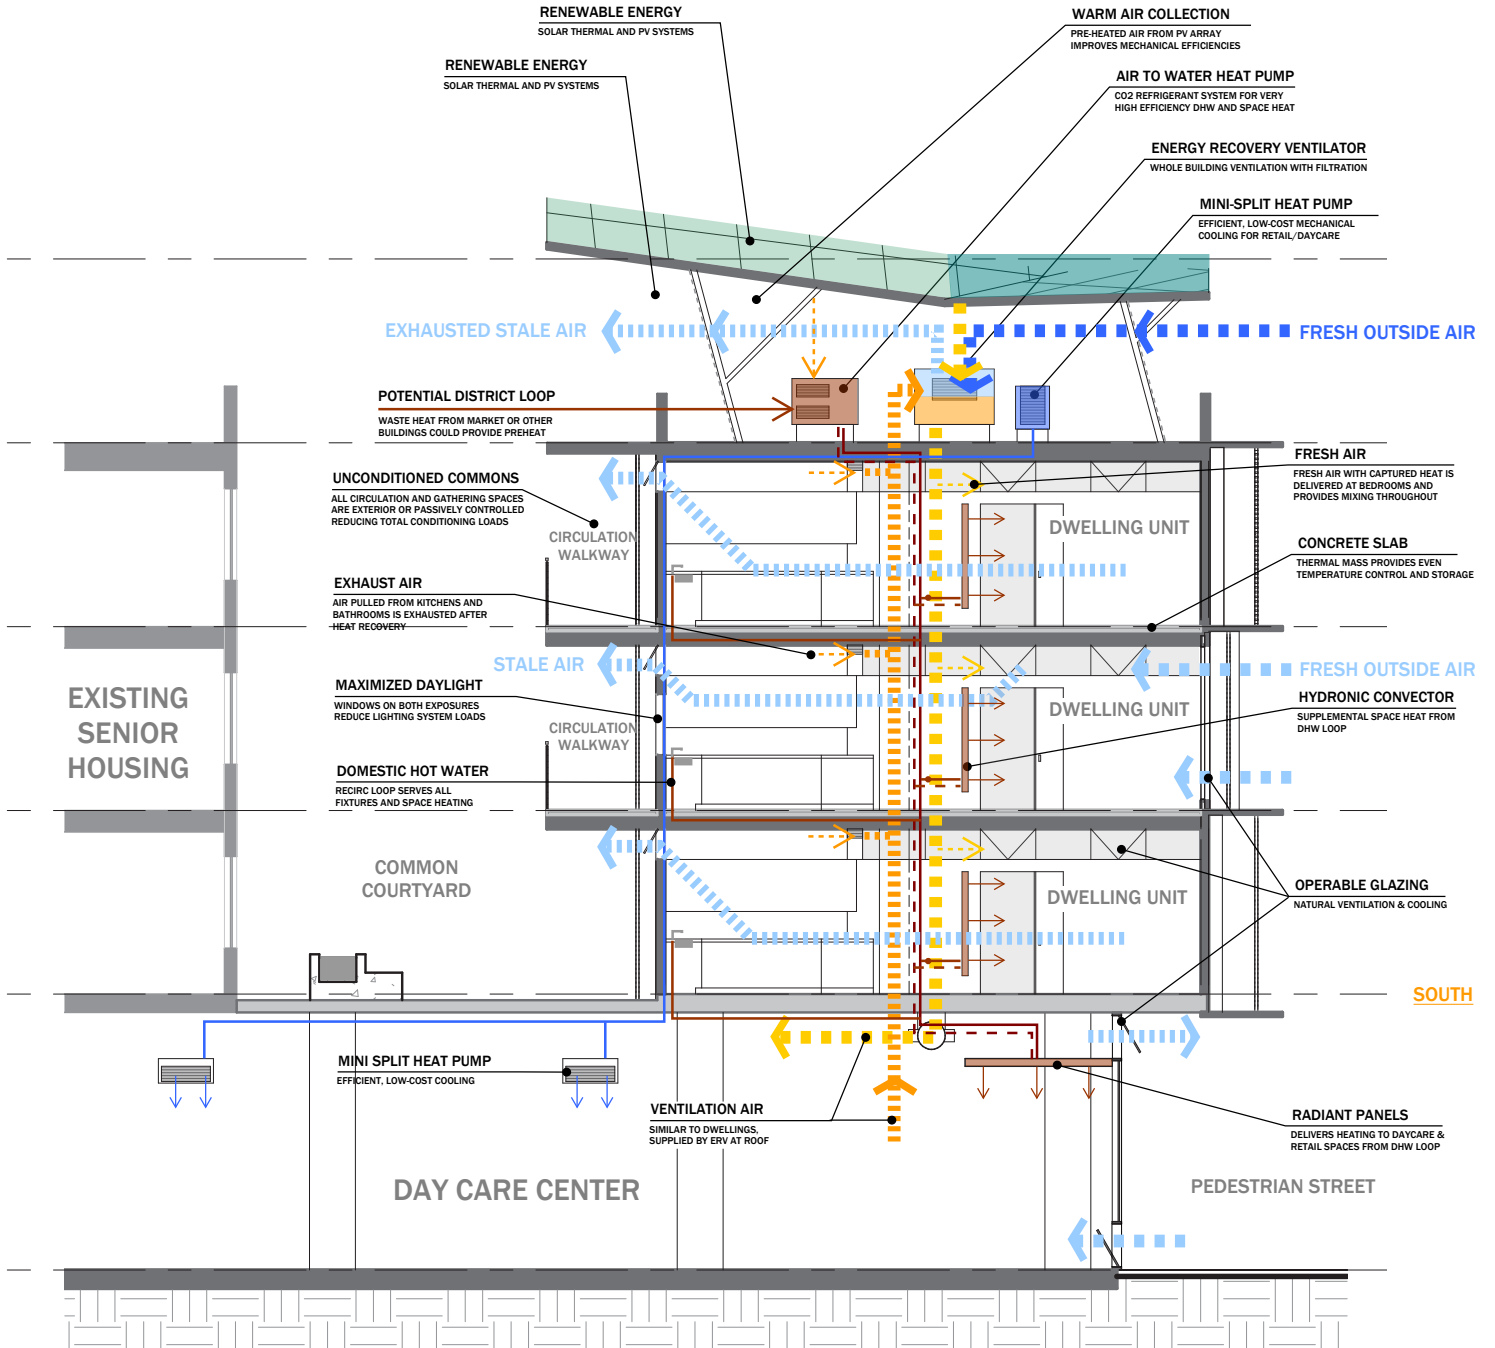 RENEWABLE ENERGY
SOLAR THERMAL AND PV SYSTEMS
WARM AIR COLLECTION
PRE-HEATED AIR FROM PV ARRAY
IMPROVES MECHANICAL EFFICIENCIES
RENEWABLE ENERGY
SOLAR THERMAL AND PV SYSTEMS
AIR TO WATER HEAT PUMP
CO2 REFRIGERANT SYSTEM FOR VERY
HIGH EFFICIENCY DHW AND SPACE HEAT
ENERGY RECOVERY VENTILATOR
WHOLE BUILDING VENTILATION WITH FILTRATION
MINI-SPLIT HEAT PUMP
EFFICIENT, LOW-COST MECHANICAL
COOLING FOR RETAIL/DAYCARE
EXHAUSTED STALE AIR
FRESH OUTSIDE AIR
POTENTIAL DISTRICT LOOP
WASTE HEAT FROM MARKET OR OTHER
BUILDINGS COULD PROVIDE PREHEAT
UNCONDITIONED COMMONS
ALL CIRCULATION AND GATHERING SPACES
ARE EXTERIOR OR PASSIVELY CONTROLLED
REDUCING TOTAL CONDITIONING LOADS
FRESH AIR
FRESH AIR WITH CAPTURED HEAT IS
DELIVERED AT BEDROOMS AND
PROVIDES MIXING THROUGHOUT
CIRCULATION
WALKWAY
DWELLING UNIT
CONCRETE SLAB
THERMAL MASS PROVIDES EVEN
TEMPERATURE CONTROL AND STORAGE
EXHAUST AIR
AIR PULLED FROM KITCHENS AND
BATHROOMS IS EXHAUSTED AFTER
HEAT RECOVERY
STALE AIR
FRESH OUTSIDE AIR
EXISTING
SENIOR
HOUSING
MAXIMIZED DAYLIGHT
WINDOWS ON BOTH EXPOSURES
REDUCE LIGHTING SYSTEM LOADS
CIRCULATION
WALKWAY
DWELLING UNIT
HYDRONIC CONVECTOR
SUPPLEMENTAL SPACE HEAT FROM
DHW LOOP
DOMESTIC HOT WATER
RECIRC LOOP SERVES ALL
FIXTURES AND SPACE HEATING
COMMON
COURTYARD
DWELLING UNIT
OPERABLE GLAZING
NATURAL VENTILATION & COOLING
SOUTH
MINI SPLIT HEAT PUMP
EFFICIENT, LOW-COST COOLING
VENTILATION AIR
SIMILAR TO DWELLINGS,
SUPPLIED BY ERV AT ROOF
RADIANT PANELS
DELIVERS HEATING TO DAYCARE &
RETAIL SPACES FROM DHW LOOP
DAY CARE CENTER
PEDESTRIAN STREET